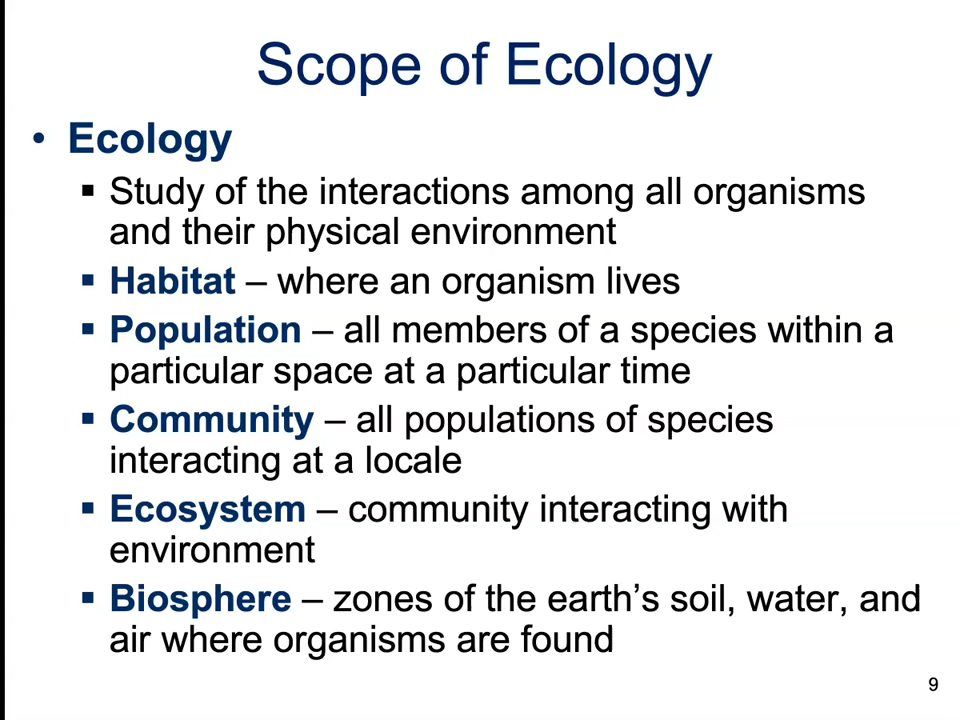 Scope of Ecology
• Ecology
▪ Study of the interactions among all organisms
and their physical environment
▪ Habitat – where an organism lives
▪ Population – all members of a species within a
particular space at a particular time
▪ Community – all populations of species
interacting at a locale
▪ Ecosystem – community interacting with
environment
▪ Biosphere – zones of the earth’s soil, water, and
air where organisms are found
9